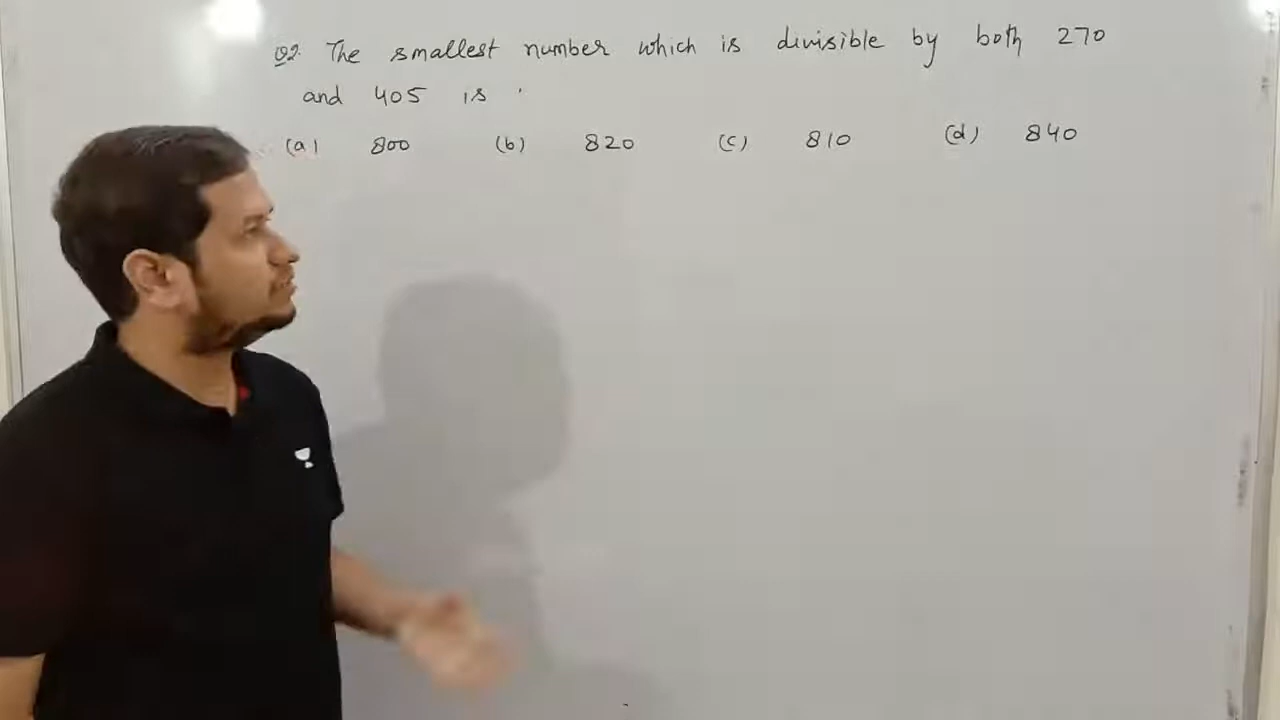 Q2. The smallest number which is divisible by both 270
and 405 is
(a) 800 (b) 820 (c) 810 (d) 840